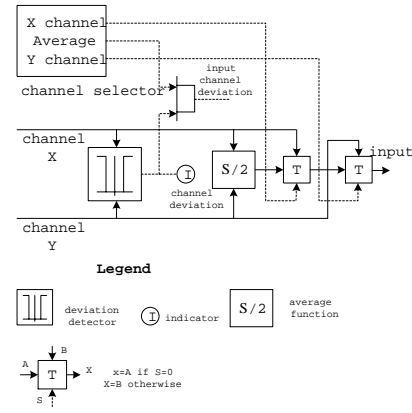 X channel
Average
Y channel
channel selector
input
channel
deviation
channel
X
S/2
T
T
input
I
channel
deviation
channel
Y
Legend
deviation
detector
I
indicator
S/2
average
function
B
A
T
X
S
x=A if S=0
X=B otherwise